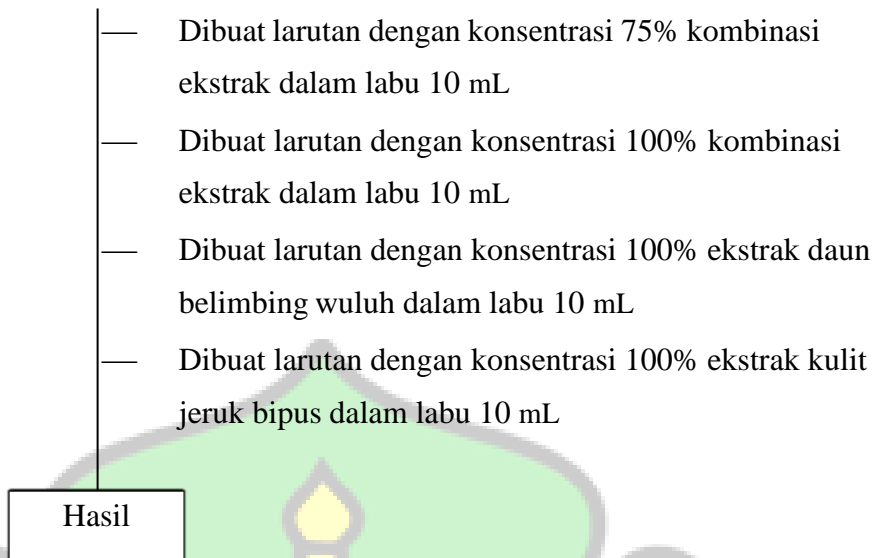 Dibuat larutan dengan konsentrasi 75% kombinasi
ekstrak dalam labu 10 mL
Dibuat larutan dengan konsentrasi 100% kombinasi
ekstrak dalam labu 10 mL
Dibuat larutan dengan konsentrasi 100% ekstrak daun
belimbing wuluh dalam labu 10 mL
Dibuat larutan dengan konsentrasi 100% ekstrak kulit
jeruk bipus dalam labu 10 mL
Hasil